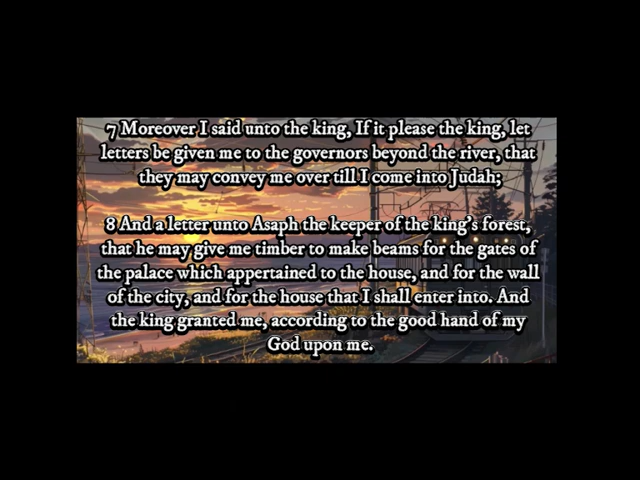 7 Moreover I said unto the king, If it please the king, let
letters be given me to the governors beyond the river, that
they may convey me over till I come into Judah;
8 And a letter unto Asaph the keeper of the king's forest,
that he may give me timber to make beams for the gates of
the palace which appertained to the house, and for the wall
of the city, and for the house that I shall enter into. And
the king granted me, according to the good hand of my
God upon me.